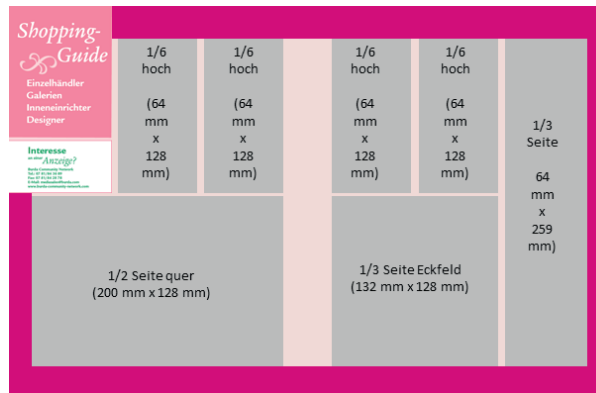 Shopping-
Guide
Einzelhändler
Galerien
Inneneinrichter
Designer
Interesse
an einer
Anzeige?
1/6
hoch
(64
mm
x
128
mm)
1/6
hoch
(64
mm
x
128
mm)
1/6
hoch
(64
mm
x
128
mm)
1/6
hoch
(64
mm
x
128
mm)
1/3
Seite
64
mm
x
259
mm)
1/2 Seite quer
(200 mm x 128 mm)
1/3 Seite Eckfeld
(132 mm x 128 mm)